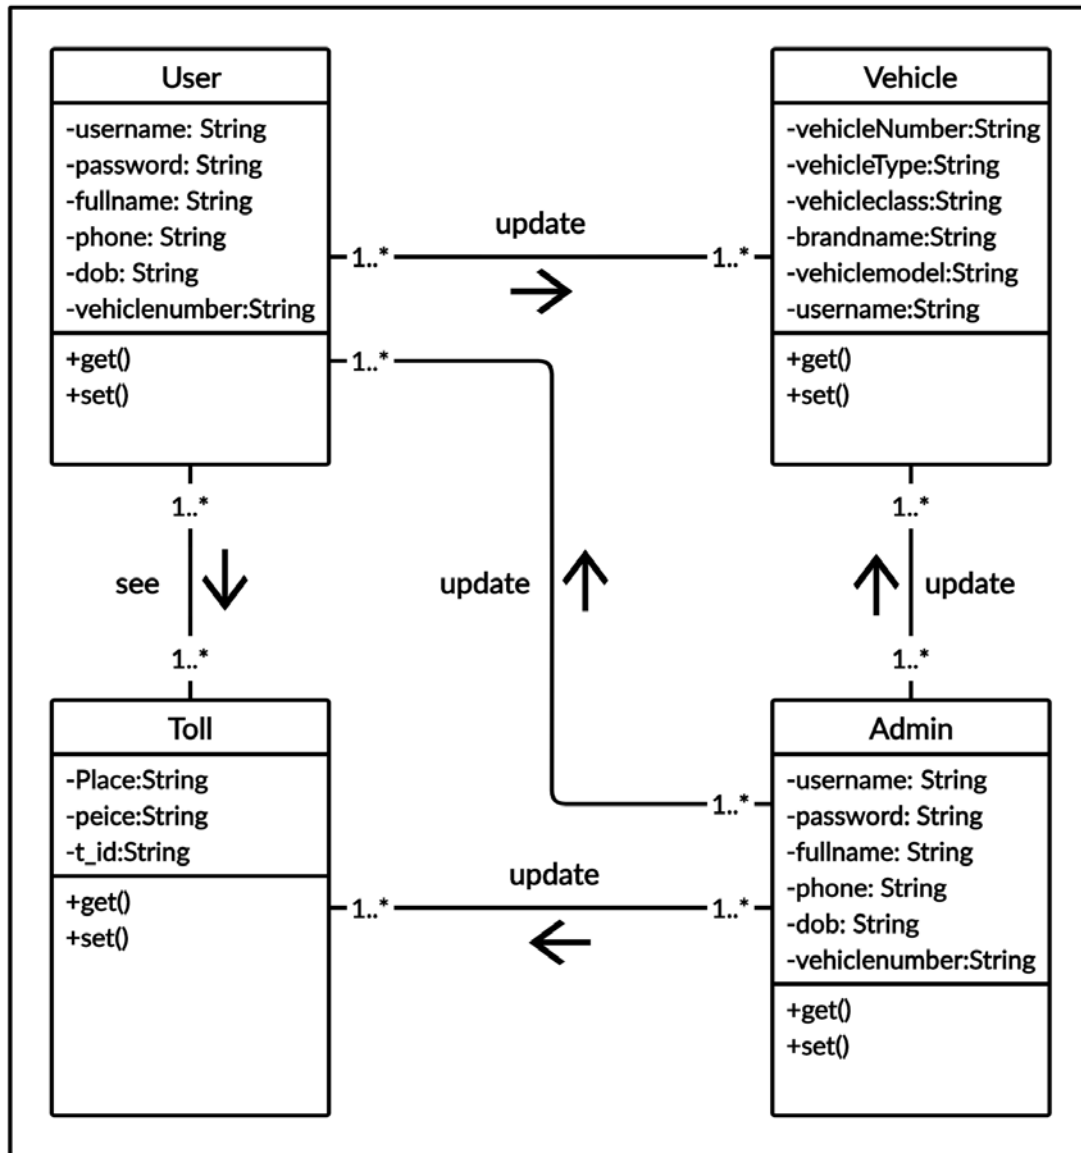 User
-username: String
-password: String
-fullname: String
-phone: String
-dob: String
-vehiclenumber:String
+get()
+set()
Vehicle
-vehicleNumber:String
-vehicleType:String
-vehicleclass:String
-brandname:String
-vehiclemodel:String
-username:String
+get()
+set()
update
1..*
1..*
1..*
1..*
1..*
see
update
update
1..*
1..*
Toll
-Place:String
-peice:String
-t_id:String
+get()
+set()
1..*
update
1..*
1..*
Admin
-username: String
-password: String
-fullname: String
-phone: String
-dob: String
-vehiclenumber:String
+get()
+set()